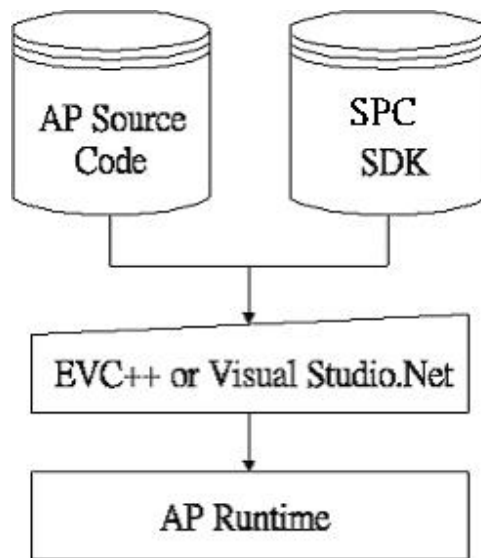 AP Source
Code
SPC
SDK
EVC++ or Visual Studio.Net
AP Runtime